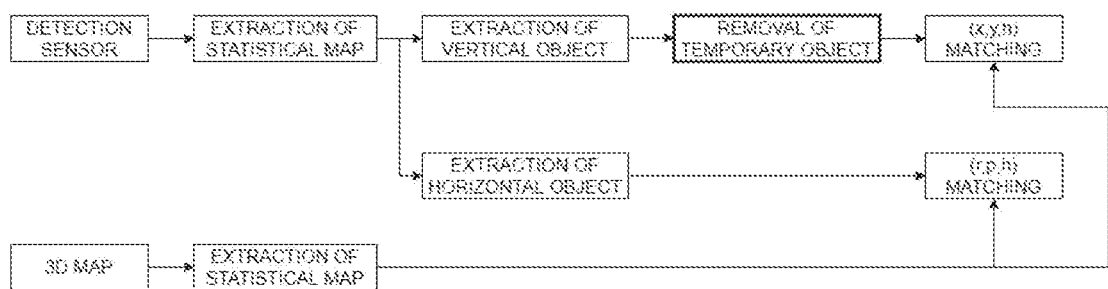 DETECTION
SENSOR
EXTRACTION OF
STATISTICAL MAP
EXTRACTION OF
VERTICAL OBJECT
REMOVAL OF
TEMPORARY OBJECT
(x,y,h)
MATCHING
EXTRACTION OF
HORIZONTAL OBJECT
(r,p,h)
MATCHING
3D MAP
EXTRACTION OF
STATISTICAL MAP